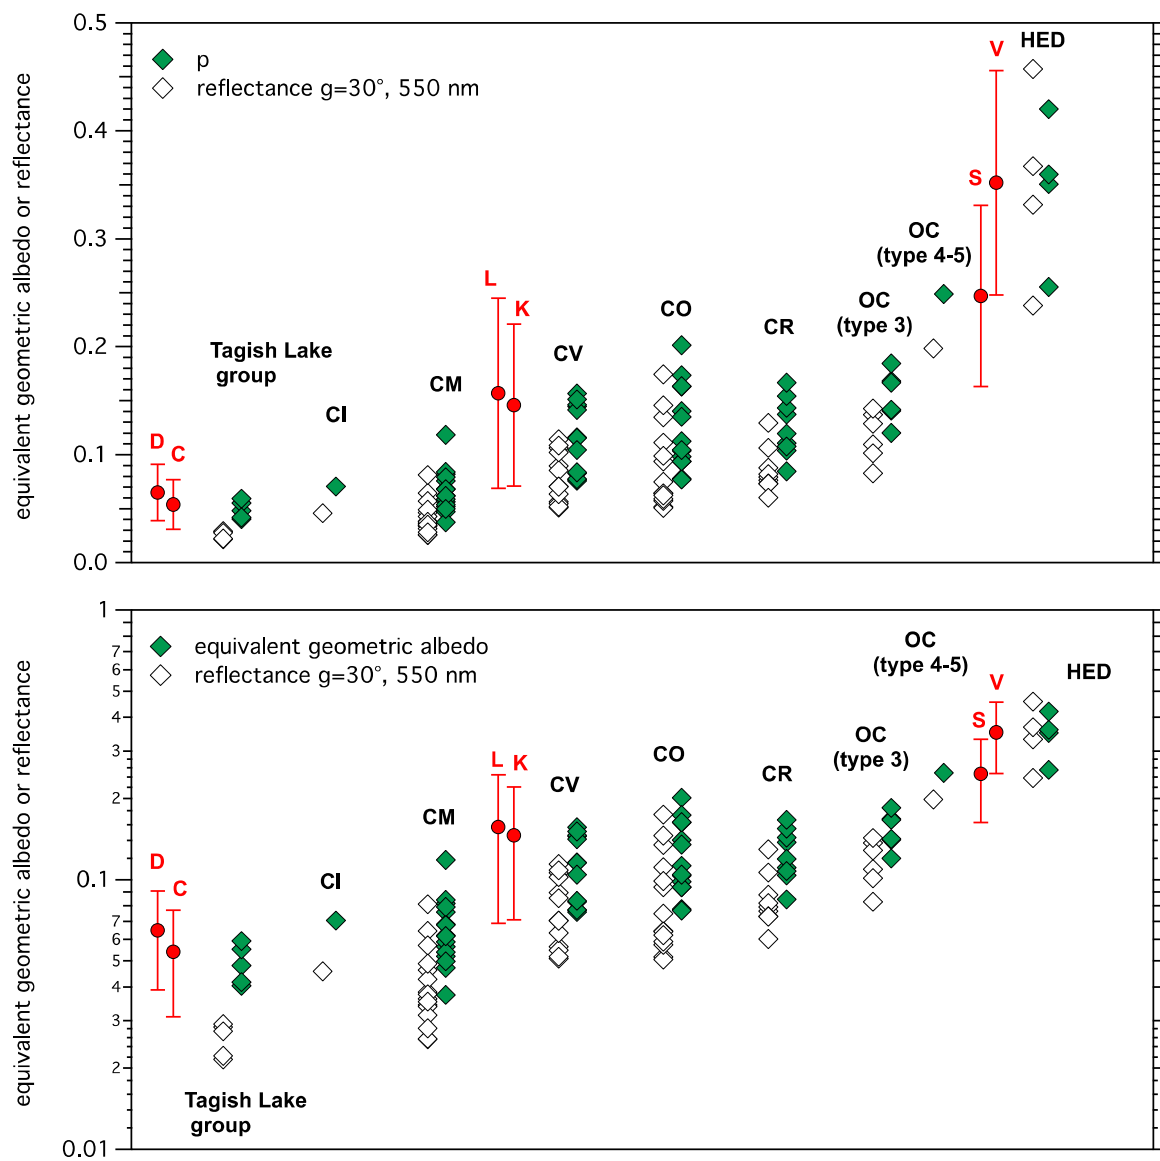 equivalent geometric albedo or reflectance
0.5
0.4
0.3
0.2
0.1
0.0
p
reflectance g=30°, 550 nm
D
C
Tagish Lake
group
CI
CM
L
K
CV
CO
CR
OC
(type 3)
OC
(type 4-5)
S
V
HED
equivalent geometric albedo or reflectance
1
7
6
5
4
3
2
0.1
7
6
5
4
3
2
0.01
equivalent geometric albedo
reflectance g=30°, 550 nm
D
C
Tagish Lake
group
CI
CM
L
K
CV
CO
CR
OC
(type 3)
OC
(type 4-5)
S
V
HED